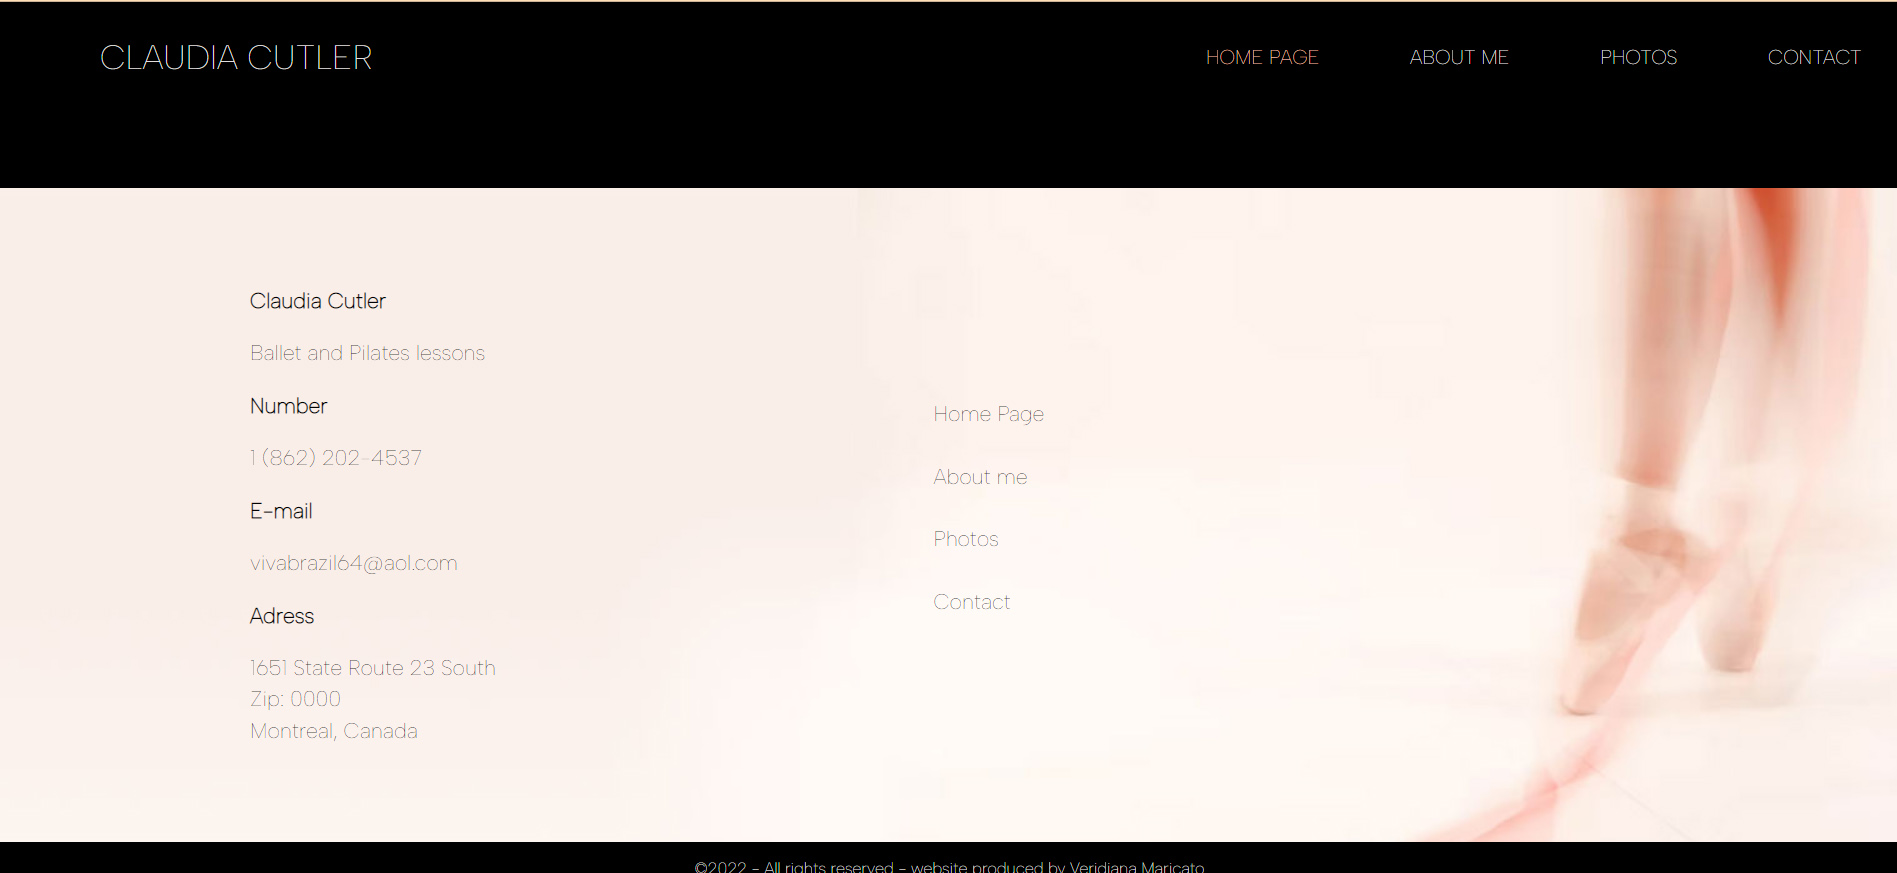 CLAUDIA CUTLER
HOME PAGE
ABOUT ME
PHOTOS
CONTACT
Claudia Cutler
Ballet and Pilates lessons
Number
1 (862) 202-4537
E-mail
vivabrazil64@aol.com
Adress
1651 State Route 23 South
Zip: 0000
Montreal, Canada
Home Page
About me
Photos
Contact
©2022 - All rights reserved - website produced by Veridiana Maricato